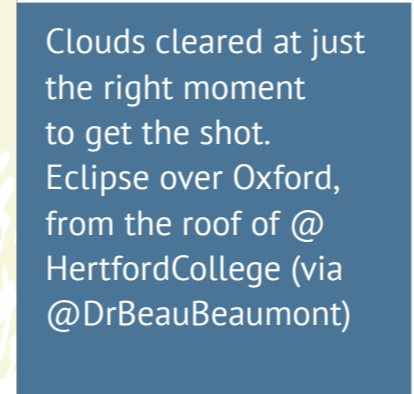 Clouds cleared at just
the right moment
to get the shot.
Eclipse over Oxford,
from the roof of @
HertfordCollege (via
@DrBeauBeaumont)